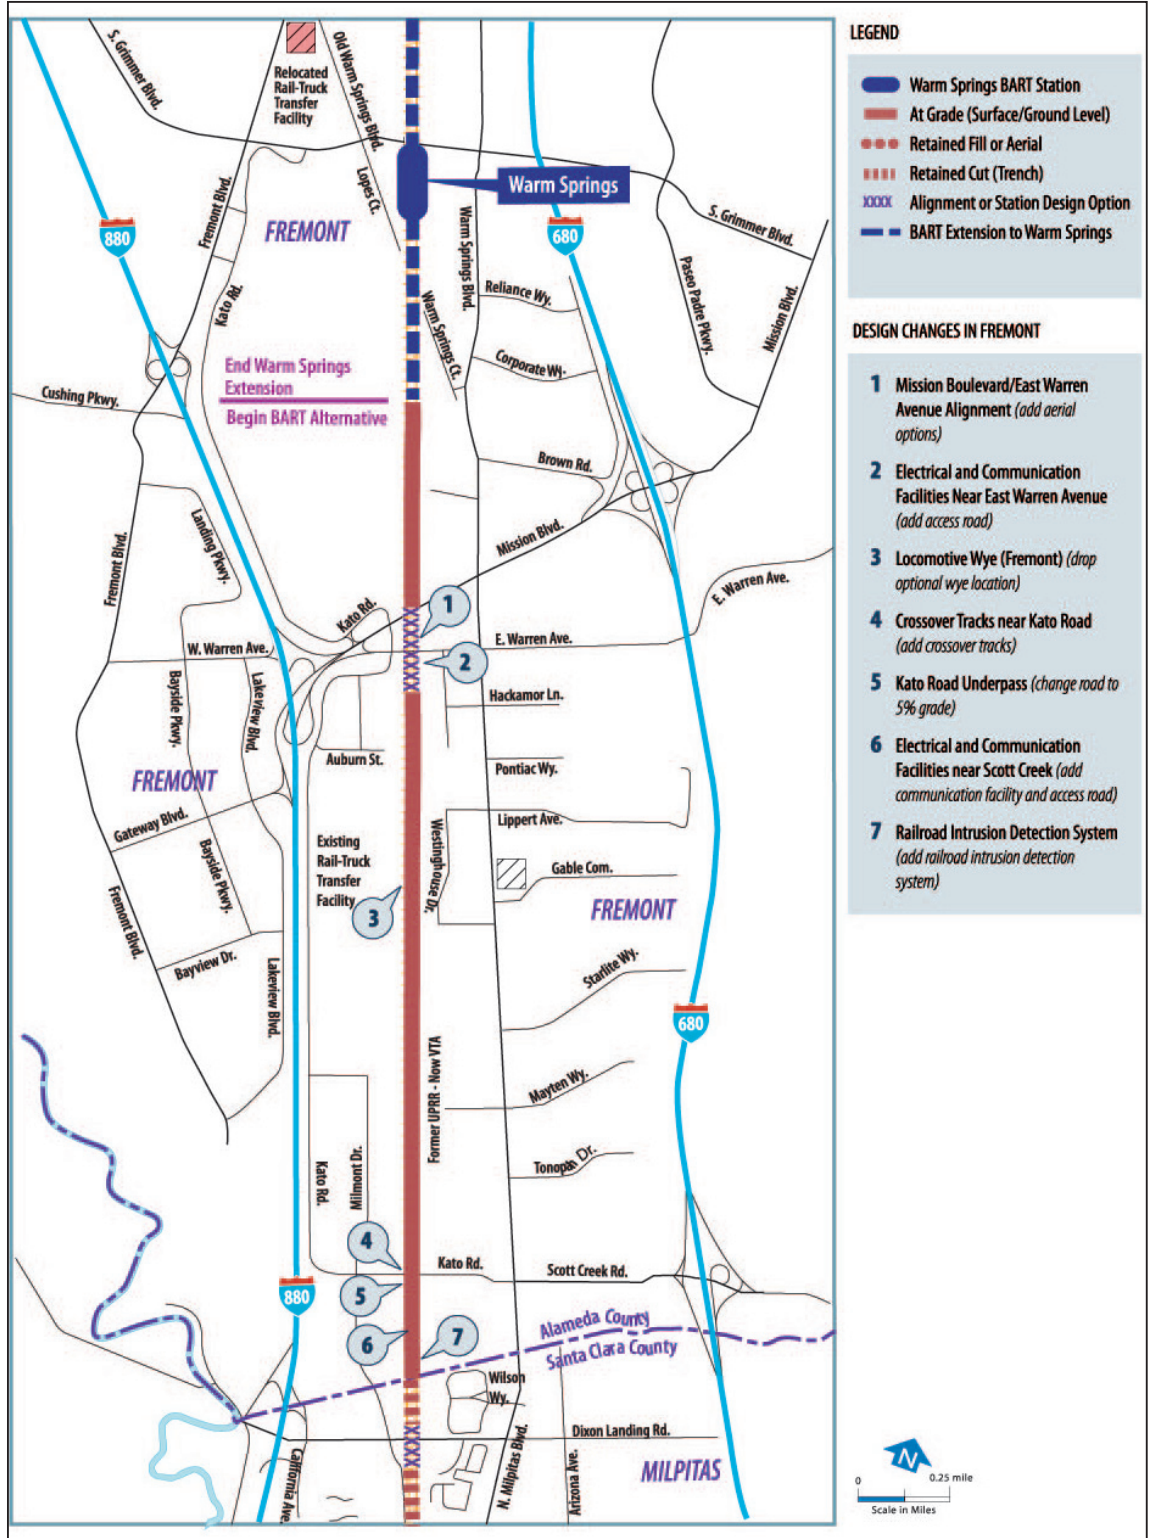 S. Grimmer Blvd.
Relocated
Rail-Truck
Transfer
Facility
Old Warm Springs Blvd.
Lopes Ct.
Fremont Blvd.
FREMONT
880
Warm Springs
Warm Springs Blvd.
680
S. Grimmer Blvd.
Paseo Padre Pkwy.
Mission Blvd.
Kato Rd.
Reliance Wy.
Warm Springs Ct.
Corporate Wy.
End Warm Springs
Extension
Begin BART Alternative
Cushing Pkwy.
Brown Rd.
Landing Pkwy.
Fremont Blvd.
Mission Blvd.
E. Warren Ave.
Kato Rd.
1
W. Warren Ave.
E. Warren Ave.
2
Bayside Pkwy.
Lakeview Blvd.
Hackamor Ln.
Auburn St.
Pontiac Wy.
FREMONT
Gateway Blvd.
Lippert Ave.
Existing
Rail-Truck
Transfer
Facility
Westinghouse Dr.
Bayside Pkwy.
Gable Com.
3
FREMONT
Fremont Blvd.
Bayview Dr.
Lakeview Blvd.
Starlite Wy.
680
Former UPRR - Now VTA
Mayten Wy.
Kato Rd.
Milmont Dr.
Tonopah Dr.
4
Kato Rd.
Scott Creek Rd.
880
5
6
7
Alameda County
Santa Clara County
Wilson
Wy.
Dixon Landing Rd.
California Ave.
N. Milpitas Blvd.
Arizona Ave.
MILPITAS
LEGEND
Warm Springs BART Station
At Grade (Surface/Ground Level)
Retained Fill or Aerial
Retained Cut (Trench)
Alignment or Station Design Option
BART Extension to Warm Springs
DESIGN CHANGES IN FREMONT
1 Mission Boulevard/East Warren
Avenue Alignment (add aerial
options)
2 Electrical and Communication
Facilities Near East Warren Avenue
(add access road)
3 Locomotive Wye (Fremont) (drop
optional wye location)
4 Crossover Tracks near Kato Road
(add crossover tracks)
5 Kato Road Underpass (change road to
5% grade)
6 Electrical and Communication
Facilities near Scott Creek (add
communication facility and access road)
7 Railroad Intrusion Detection System
(add railroad intrusion detection
system)
N
0 0.25 mile
Scale in Miles